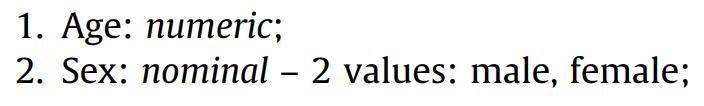 1. Age: numeric;
2. Sex: nominal – 2 values: male, female;